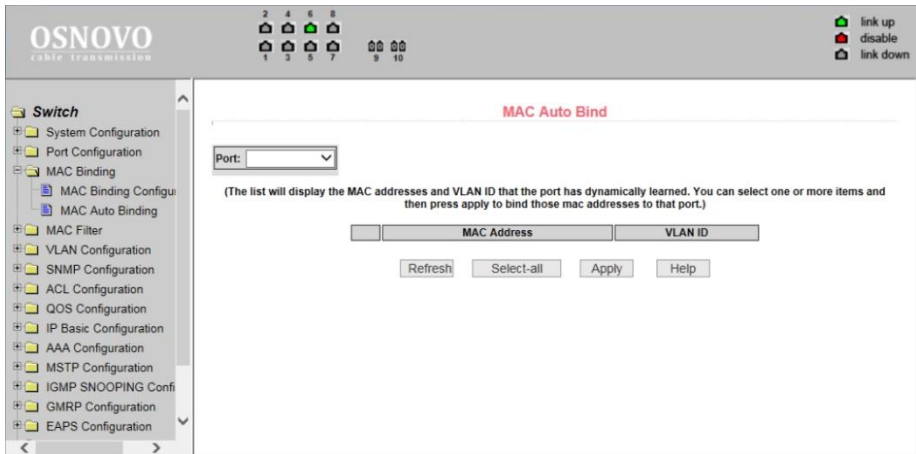 OSNOVO
cable transmission
2 4 6 8
1 3 5 7 9 10
link up
disable
link down
Switch
System Configuration
Port Configuration
MAC Binding
MAC Binding Configur
MAC Auto Binding
MAC Filter
VLAN Configuration
SNMP Configuration
ACL Configuration
QOS Configuration
IP Basic Configuration
AAA Configuration
MSTP Configuration
IGMP SNOOPING Confi
GMRP Configuration
EAPS Configuration
MAC Auto Bind
Port:
(The list will display the MAC addresses and VLAN ID that the port has dynamically learned. You can select one or more items and
then press apply to bind those mac addresses to that port.)
MAC Address VLAN ID
Refresh Select-all Apply Help